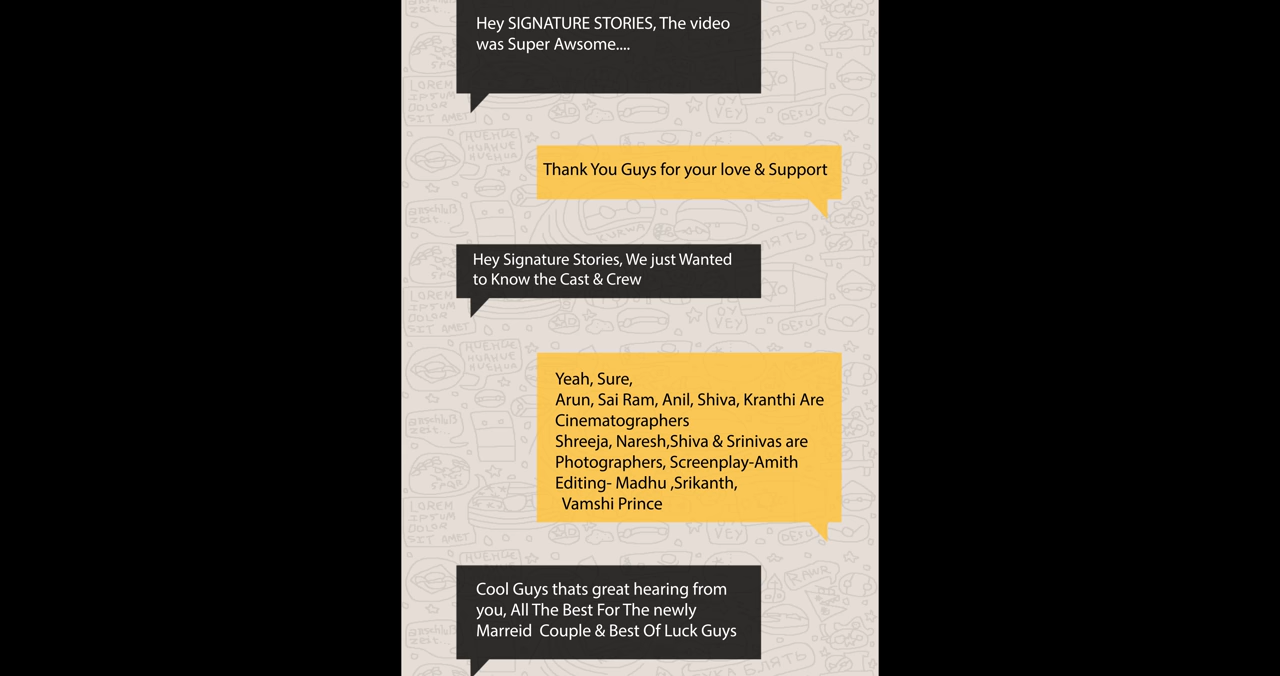 Hey SIGNATURE STORIES, The video
was Super Awsome....
Thank You Guys for your love & Support
Hey Signature Stories, We just Wanted
to Know the Cast & Crew
Yeah, Sure,
Arun, Sai Ram, Anil, Shiva, Kranthi Are
Cinematographers
Shreeja, Naresh,Shiva & Srinivas are
Photographers, Screenplay-Amith
Editing- Madhu ,Srikanth,
Vamshi Prince
Cool Guys thats great hearing from
you, All The Best For The newly
Marreid  Couple & Best Of Luck Guys